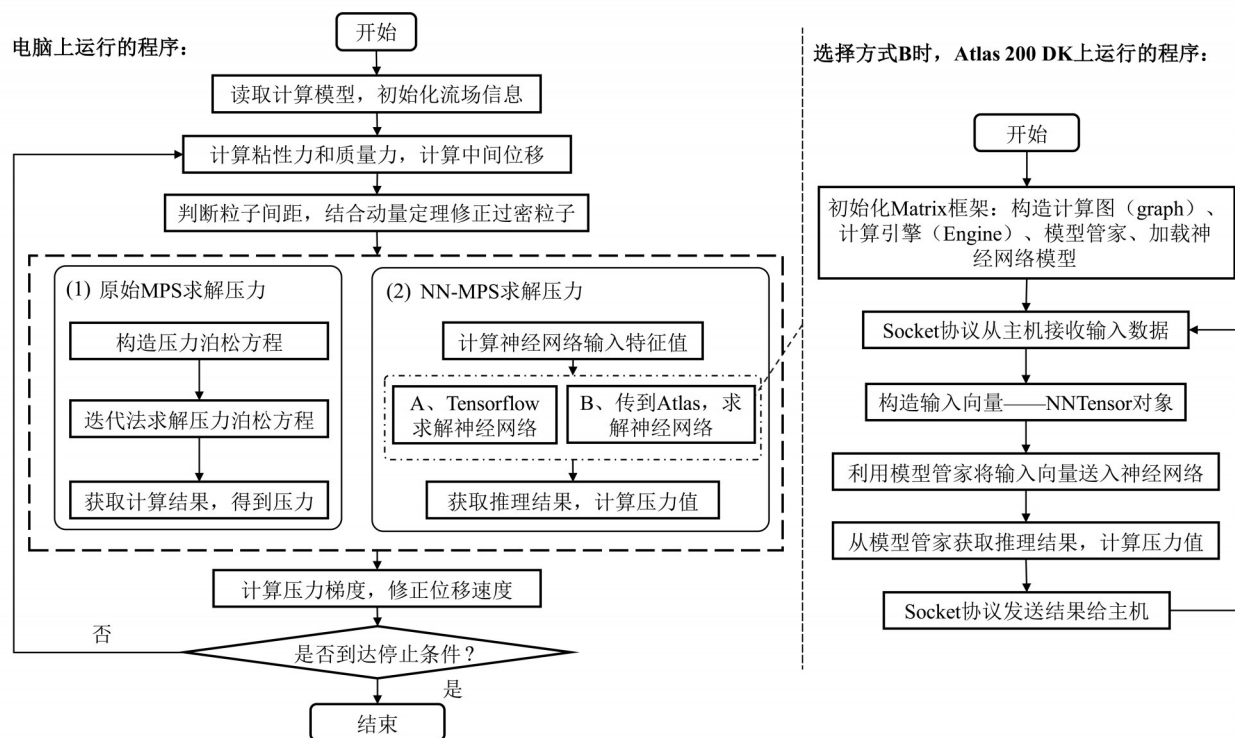 电脑上运行的程序：
开始
读取计算模型，初始化流场信息
计算粘性力和质量力，计算中间位移
判断粒子间距，结合动量定理修正过密粒子
(1) 原始MPS求解压力
构造压力泊松方程
迭代法求解压力泊松方程
获取计算结果，得到压力
(2) NN-MPS求解压力
计算神经网络输入特征值
A、Tensorflow
求解神经网络
B、传到Atlas，求
解神经网络
获取推理结果，计算压力值
计算压力梯度，修正位移速度
否
是否到达停止条件？
是
结束
选择方式B时，Atlas 200 DK上运行的程序：
开始
初始化Matrix框架：构造计算图（graph）、
计算引擎（Engine）、模型管家、加载神
经网络模型
Socket协议从主机接收输入数据
构造输入向量——NNTensor对象
利用模型管家将输入向量送入神经网络
从模型管家获取推理结果，计算压力值
Socket协议发送结果给主机